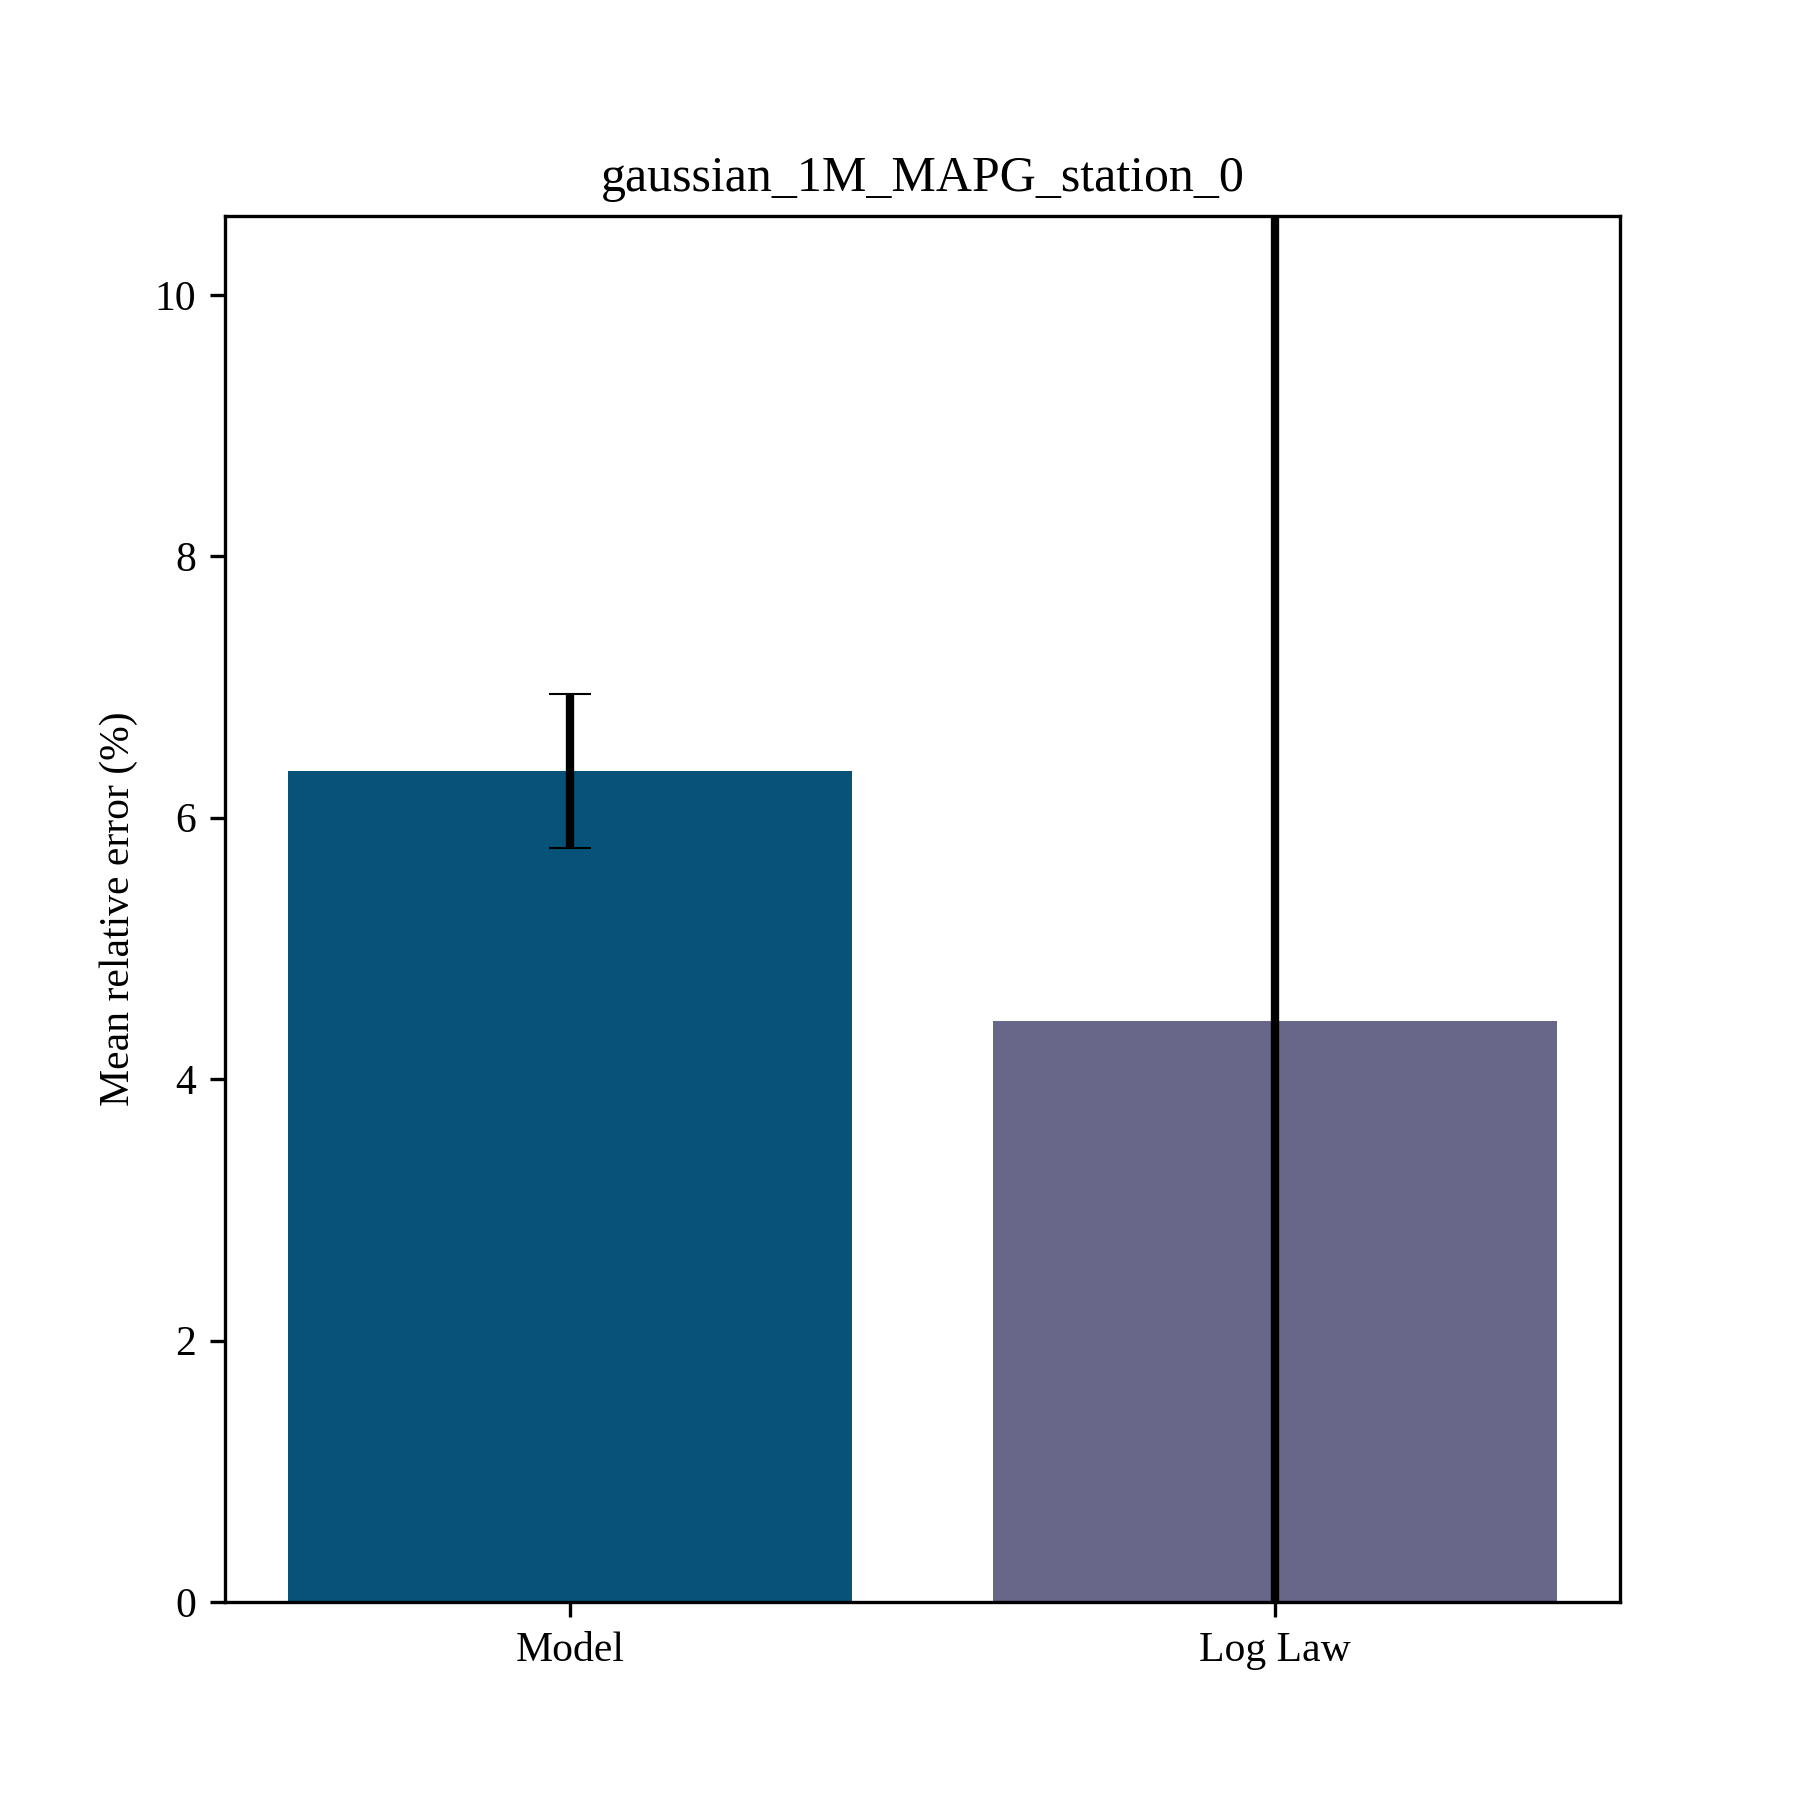 gaussian_1M_MAPG_station_0
Mean relative error (%)
10
8
6
4
2
0
Model
Log Law